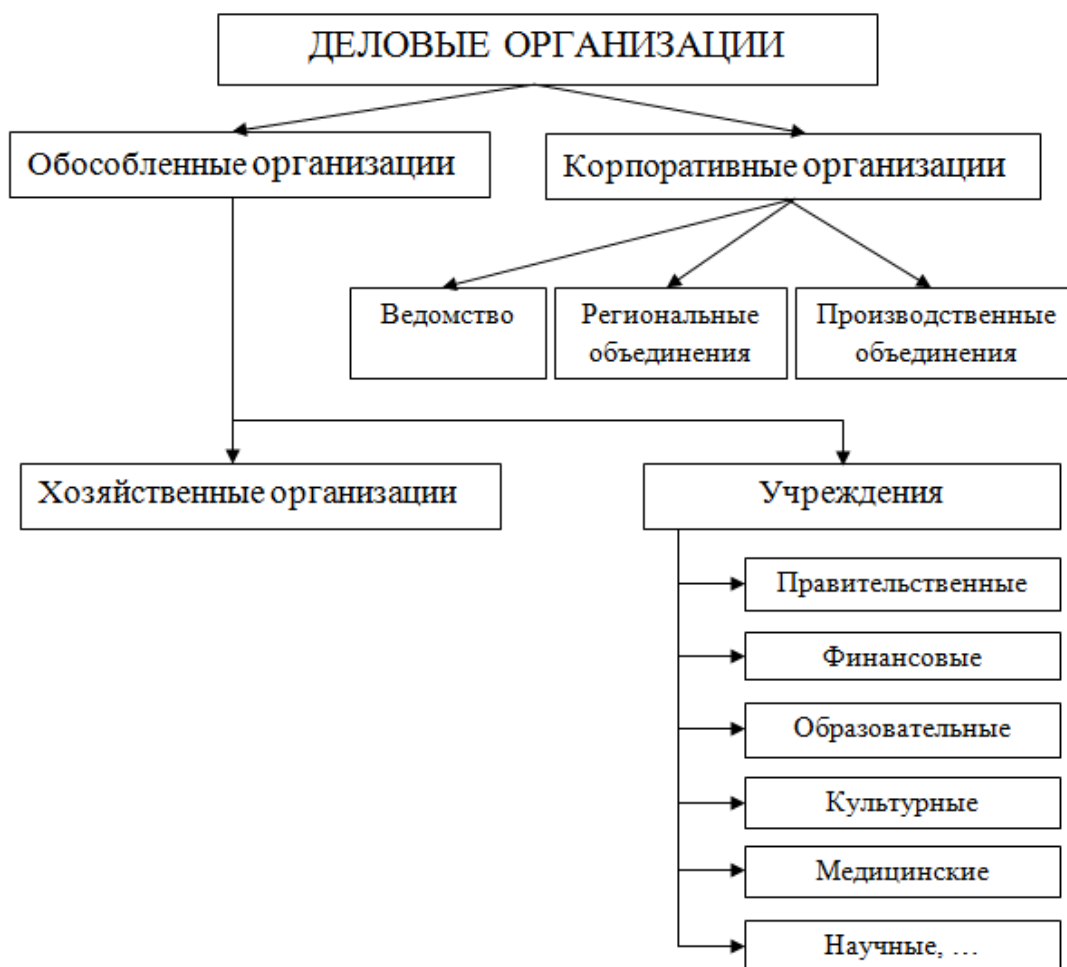 ДЕЛОВЫЕ ОРГАНИЗАЦИИ
Обособленные организации
Корпоративные организации
Ведомство
Региональные
объединения
Производственные
объединения
Хозяйственные организации
Учреждения
Правительственные
Финансовые
Образовательные
Культурные
Медицинские
Научные, …